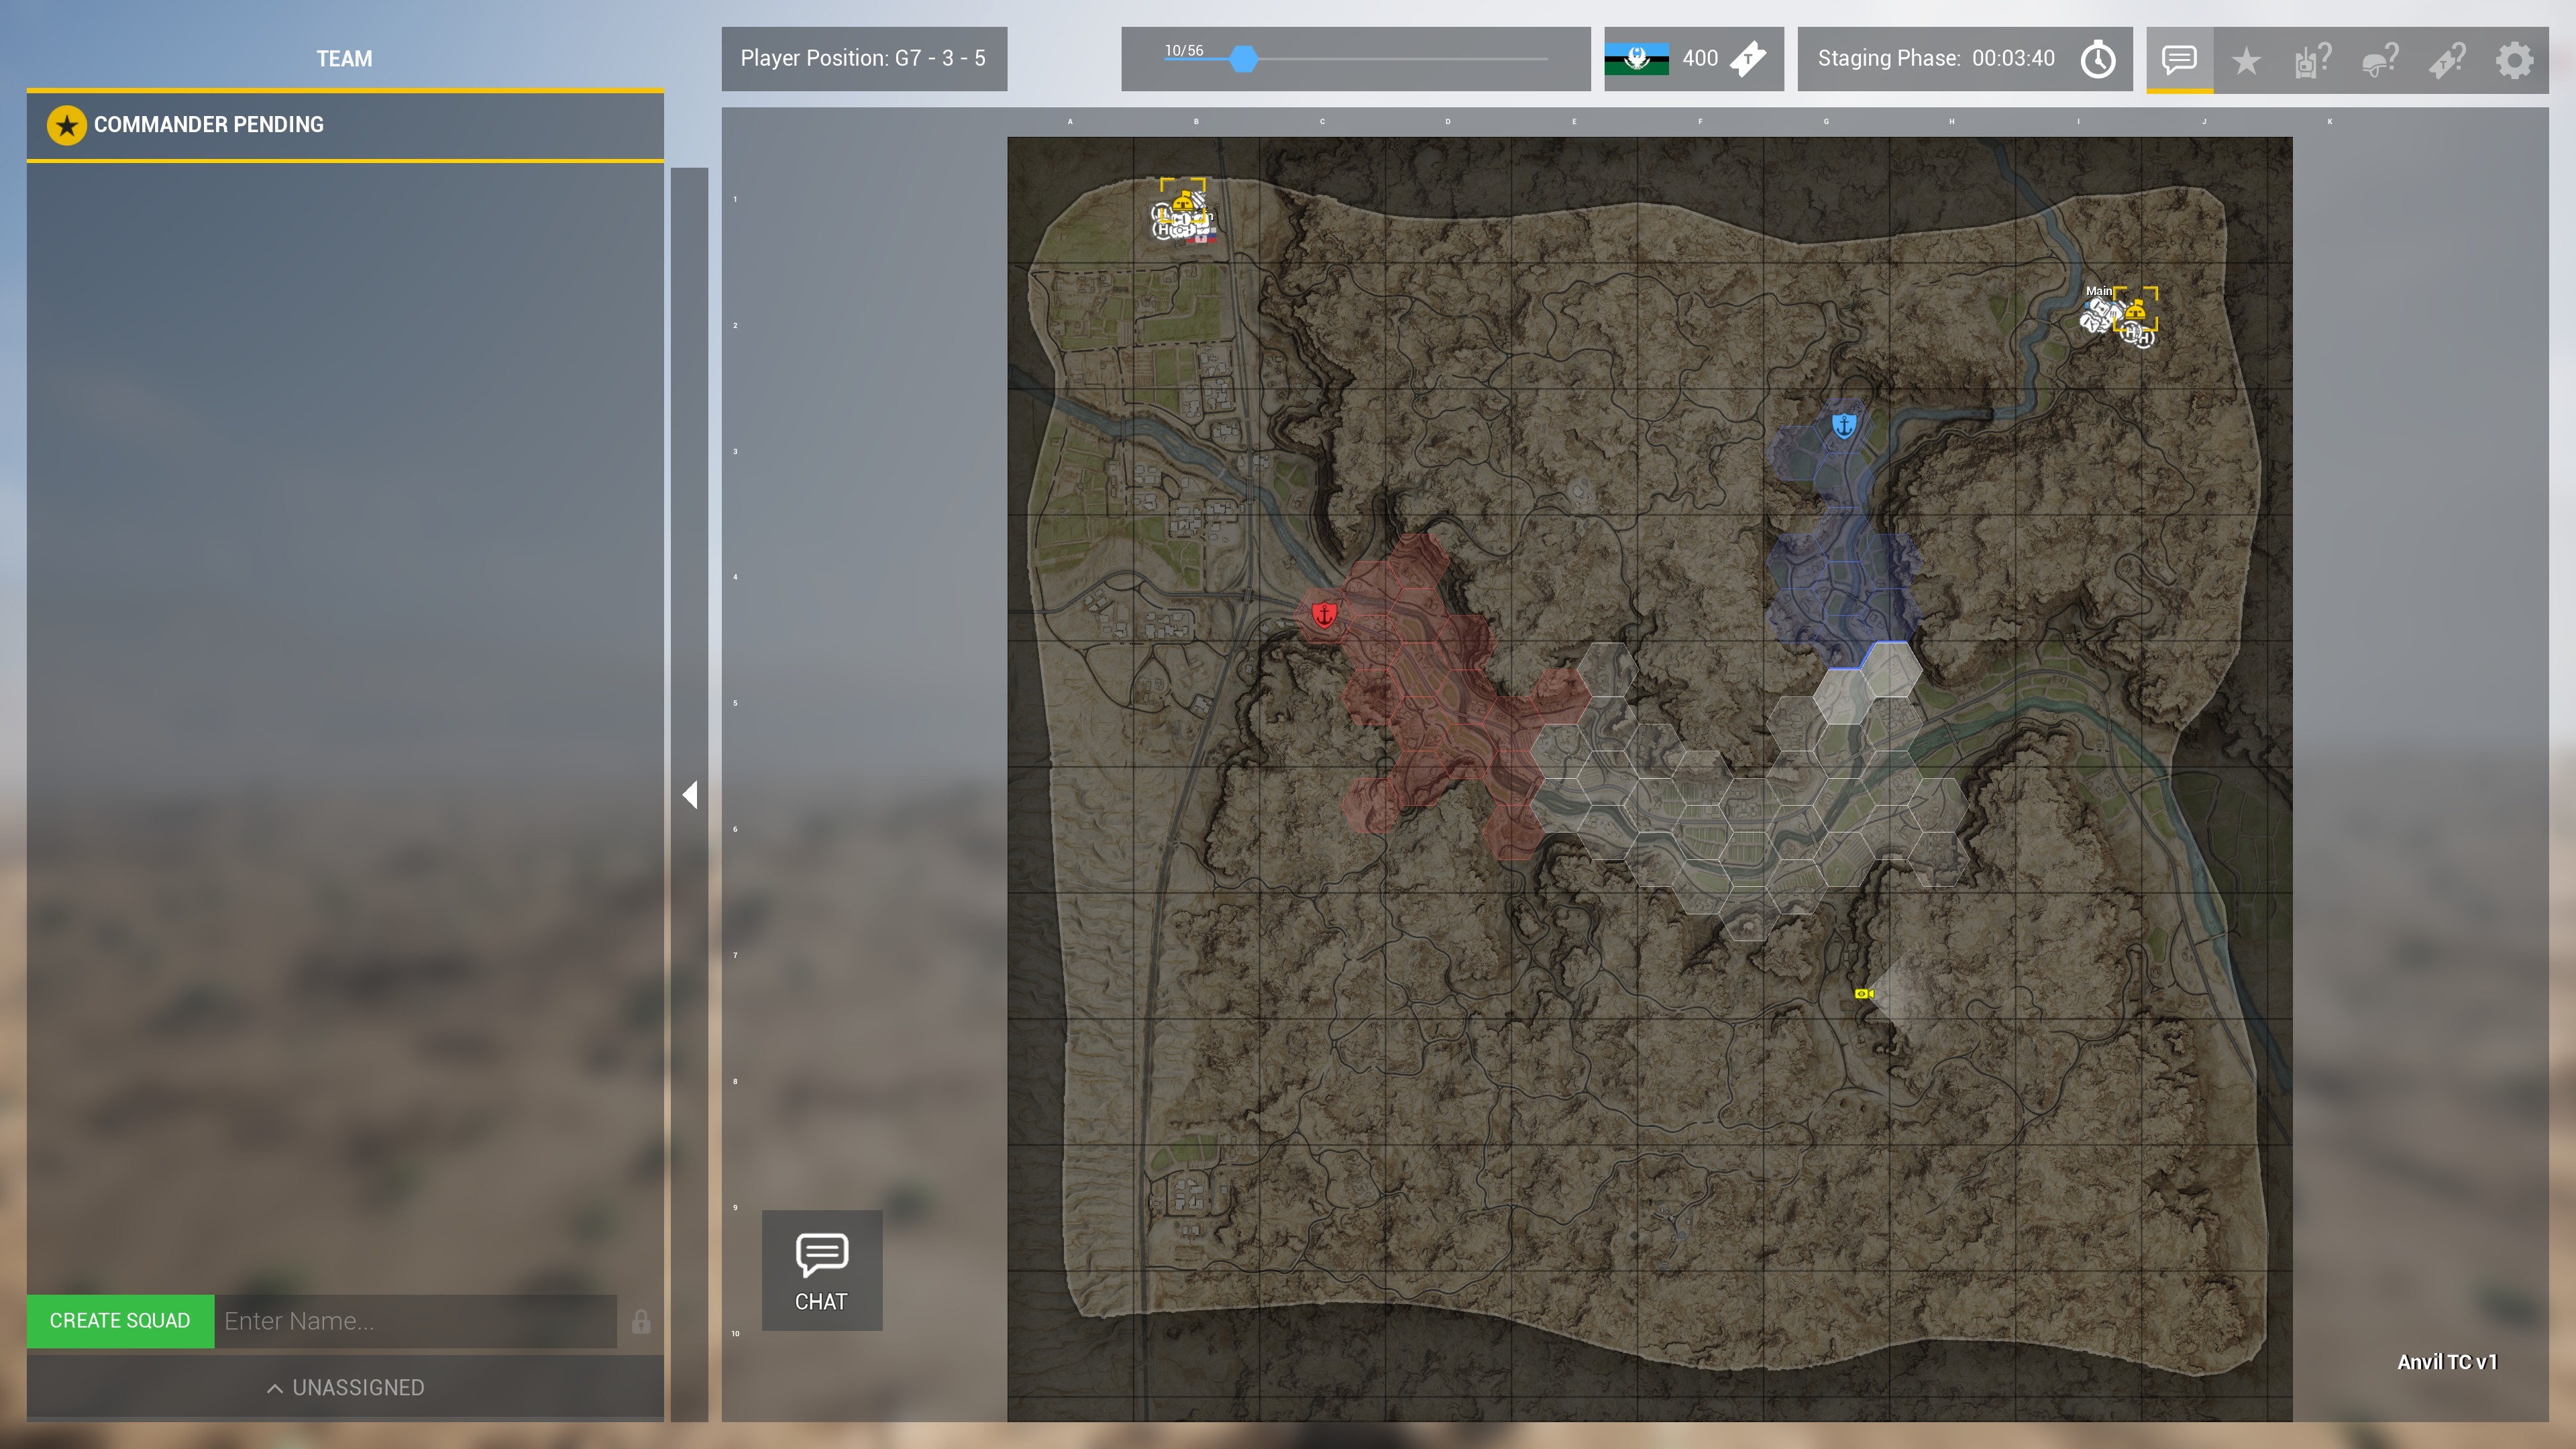 TEAM
Player Position: G7 - 3 - 5
10/56
400
Staging Phase: 00:03:40
COMMANDER PENDING
A B C D E F G H I J K
1
2
3
4
5
6
7
8
9
10
Main
CHAT
CREATE SQUAD
Enter Name...
UNASSIGNED
Anvil TC v1